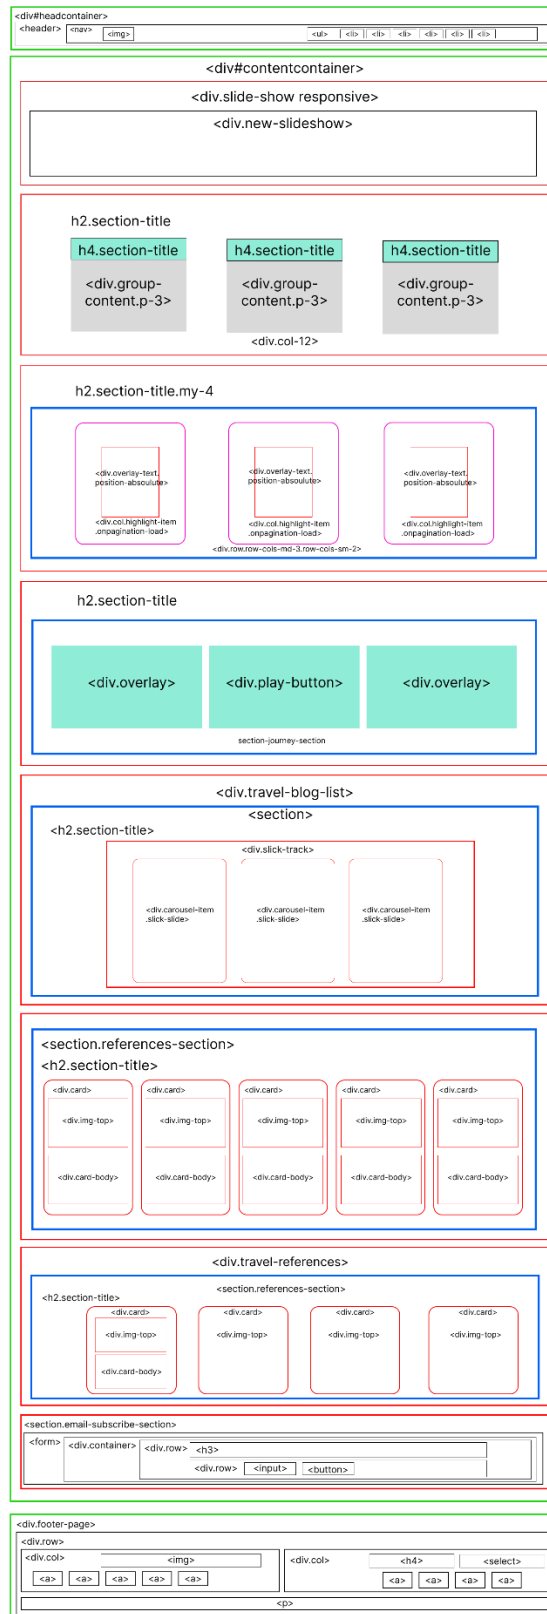 <div#headcontainer>
<header> <nav> <img> <ul> <li> <li> <li> <li> <li> <li>
<div#contentcontainer>
<div.slide-show responsive>
<div.new-slideshow>
h2.section-title
h4.section-title h4.section-title h4.section-title
<div.group- <div.group- <div.group-
content.p-3> content.p-3> content.p-3>
<div.col-12>
h2.section-title.my-4
<div.overlay-text. <div.overlay-text. <div.overlay-text.
position-absoulute> position-absoulute> position-absoulute>
<div.col.highlight-item <div.col.highlight-item <div.col.highlight-item
.onpagination-load> .onpagination-load> .onpagination-load>
<div.row.row-cols-md-3.row-cols-sm-2>
h2.section-title
<div.overlay> <div.play-button> <div.overlay>
section-journey-section
<div.travel-blog-list>
<section>
<h2.section-title>
<div.slick-track>
<div.carousel-item <div.carousel-item <div.carousel-item
.slick-slide> .slick-slide> .slick-slide>
<section.references-section>
<h2.section-title>
<div.card> <div.card> <div.card> <div.card> <div.card>
<div.img-top> <div.img-top> <div.img-top> <div.img-top> <div.img-top>
<div.card-body> <div.card-body> <div.card-body> <div.card-body> <div.card-body>
<div.travel-references>
<section.references-section>
<h2.section-title>
<div.card> <div.card> <div.card> <div.card>
<div.img-top> <div.img-top> <div.img-top> <div.img-top>
<div.card-body>
<section.email-subscribe-section>
<form> <div.container> <div.row> <h3>
<div.row> <input> <button>
<div.footer-page>
<div.row>
<div.col> <img> <div.col> <h4> <select>
<a> <a> <a> <a> <a> <a> <a> <a> <a>
<p>